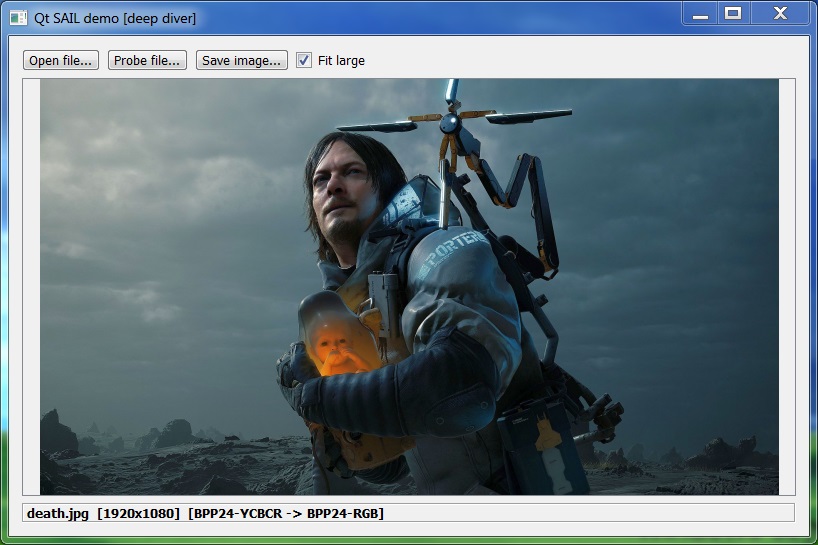 Qt SAIL demo [deep diver]
Open file... Probe file... Save image... Fit large
PORTER
death.jpg [1920x1080] [BPP24-YCBCR -> BPP24-RGB]